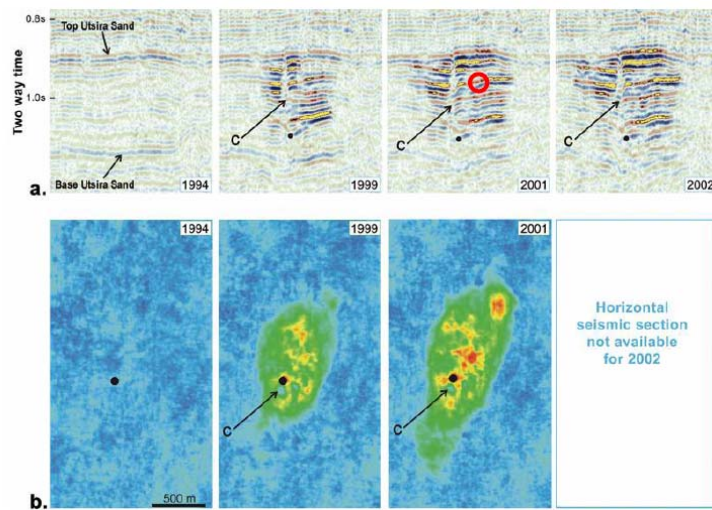 0.8s
Top Utsira Sand
Two way time
1.0s
C
C
C
Base Utsira Sand
1994
1999
2001
2002
a.
1994
1999
2001
Horizontal
seismic section
not available
for 2002
C
C
500 m
b.